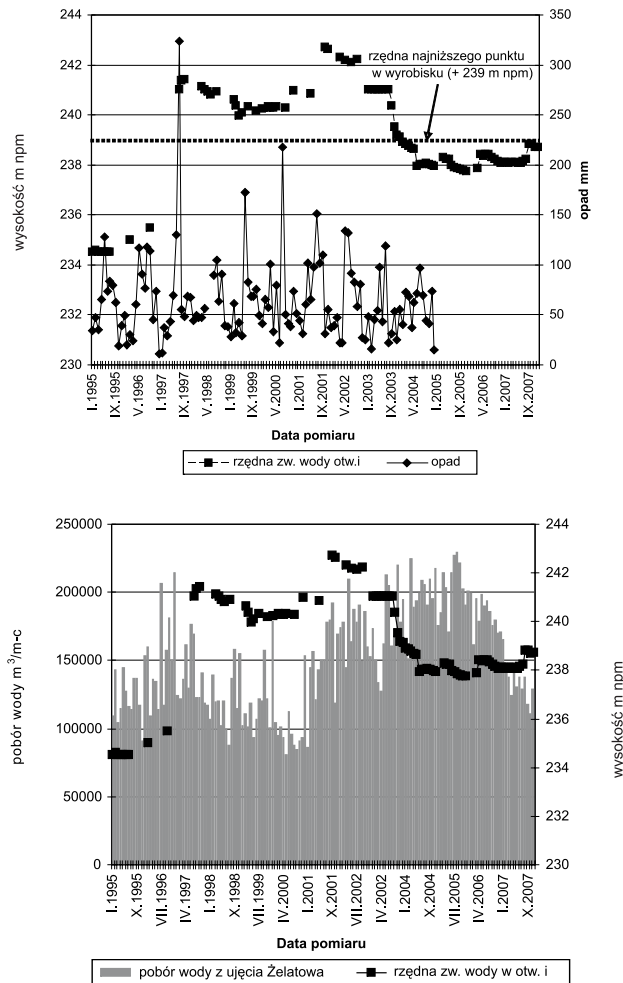 244
242
240
238
236
234
232
230
wysokość m npm
350
300
250
200
150
100
50
0
opad mm
rzędna najniższego punktu
w wyrobisku (+ 239 m npm)
I.1995
IX.1995
V.1996
I.1997
IX.1997
V.1998
I.1999
IX.1999
V.2000
I.2001
IX.2001
V.2002
I.2003
IX.2003
V.2004
I.2005
IX.2005
V.2006
I.2007
IX.2007
Data pomiaru
rzędna zw. wody otw.i
opad
250000
200000
150000
100000
50000
0
pobór wody m³/m-c
244
242
240
238
236
234
232
230
wysokość m npm
I.1995
X.1995
VII.1996
IV.1997
I.1998
X.1998
VII.1999
IV.2000
I.2001
X.2001
VII.2002
IV.2002
I.2004
X.2004
VII.2005
IV.2006
I.2007
X.2007
Data pomiaru
pobór wody z ujęcia Żelatowa
rzędna zw. wody w otw. i